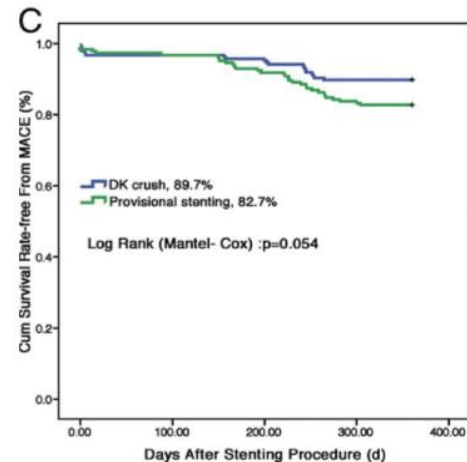 C
Cum Survival Rate-free From MACE (%)
1.0
0.8
0.6
0.4
0.2
0.0
DK crush, 89.7%
Provisional stenting, 82.7%
Log Rank (Mantel- Cox) :p=0.054
0.00 100.00 200.00 300.00 400.00
Days After Stenting Procedure (d)